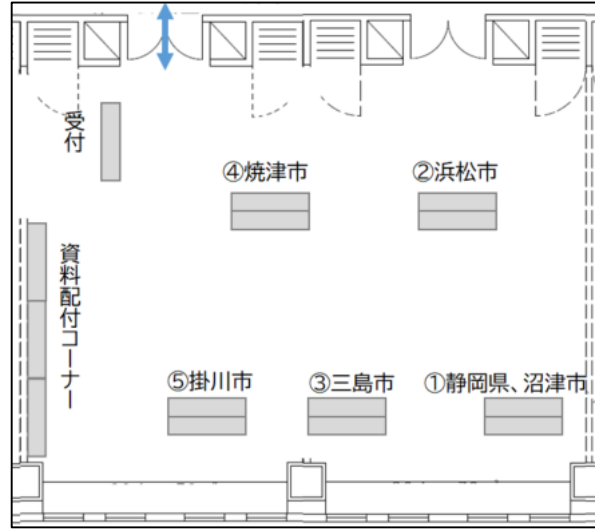 受付
④焼津市
②浜松市
資料配付コーナー
⑤掛川市
③三島市
①静岡県、沼津市